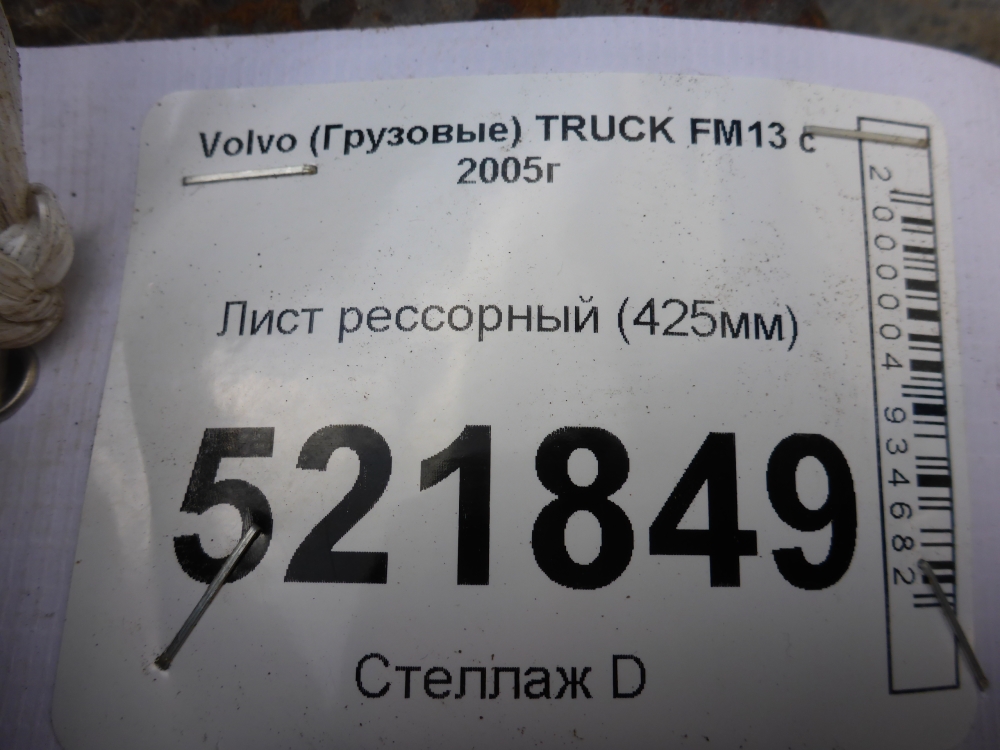 Volvo (Грузовые) TRUCK FM13 с
2005г
Лист рессорный (425мм)
521849
Стеллаж D
2000004934682